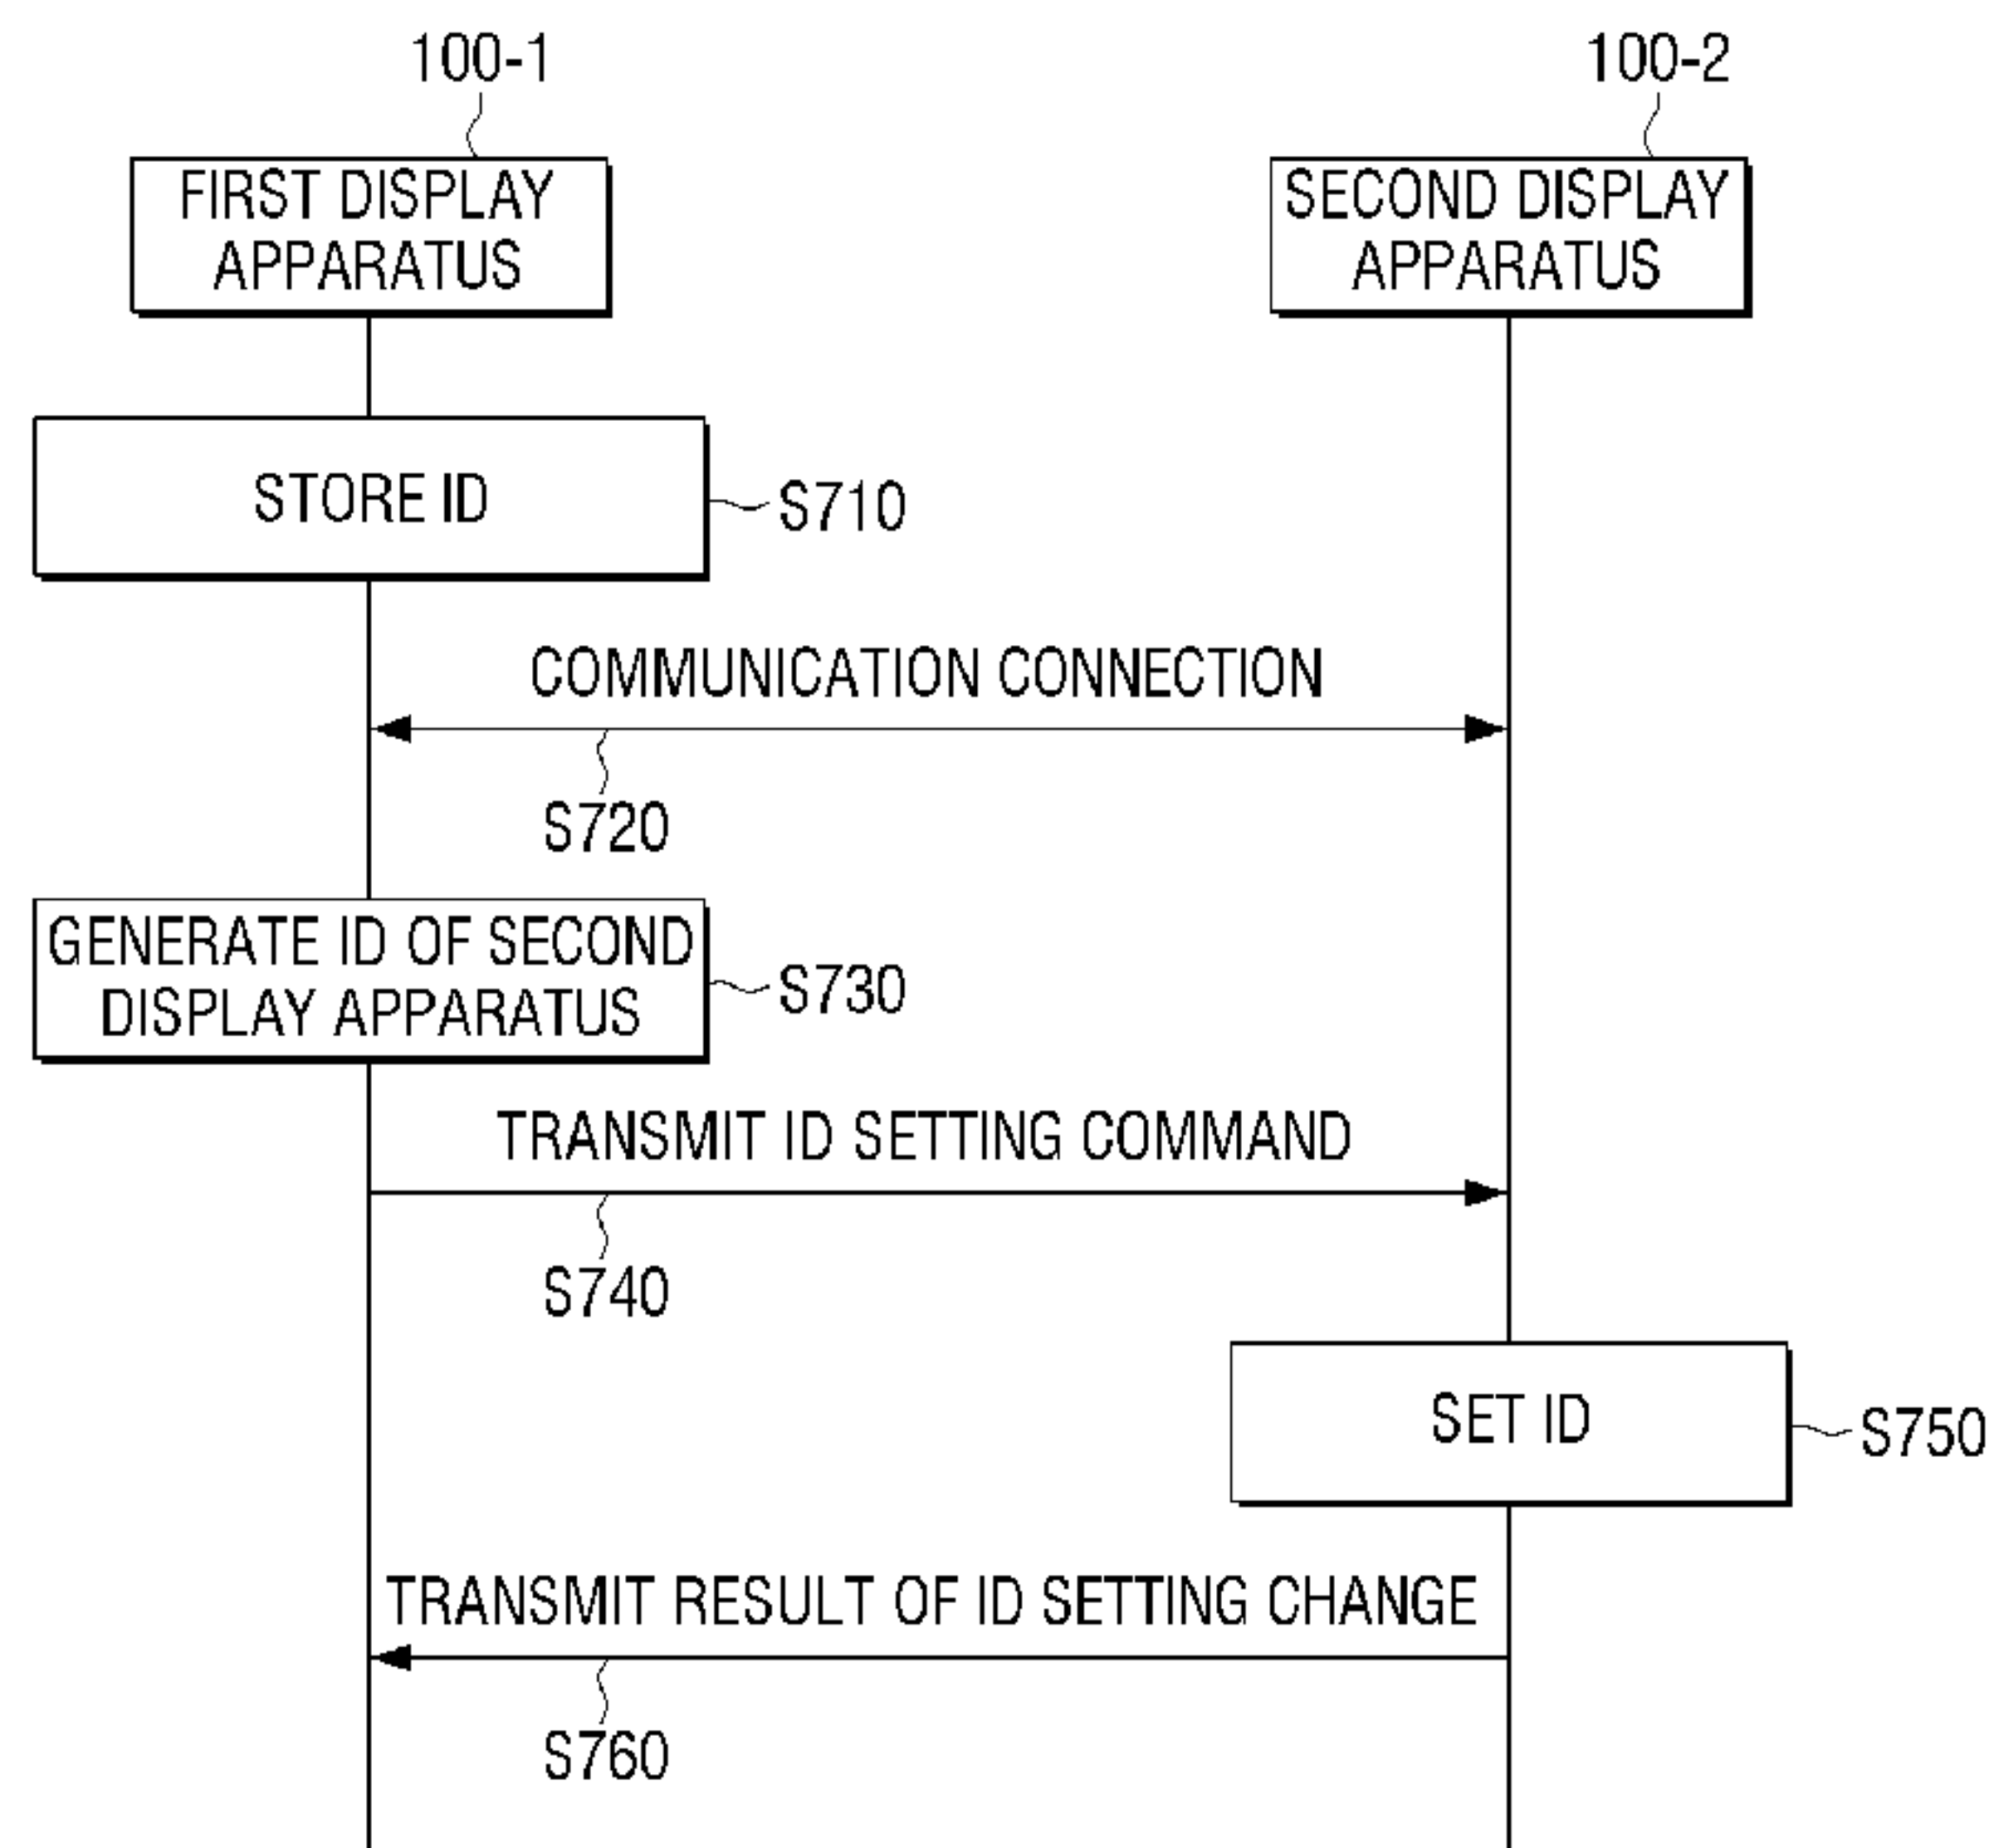 100-1
100-2
FIRST DISPLAY
APPARATUS
SECOND DISPLAY
APPARATUS
STORE ID
S710
COMMUNICATION CONNECTION
S720
GENERATE ID OF SECOND
DISPLAY APPARATUS
S730
TRANSMIT ID SETTING COMMAND
S740
SET ID
S750
TRANSMIT RESULT OF ID SETTING CHANGE
S760